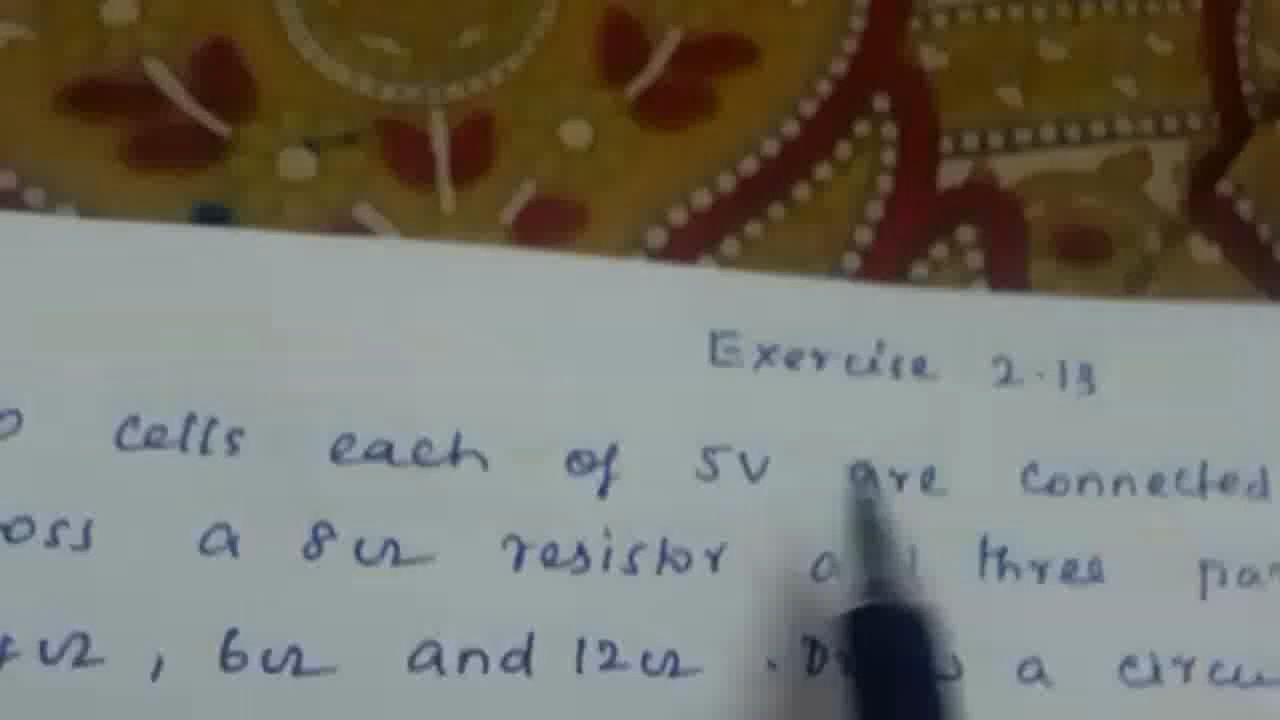 Exercise 2.13
cells each of 5V are connected
a 8Ω resistor three
, 6Ω and 12Ω . a